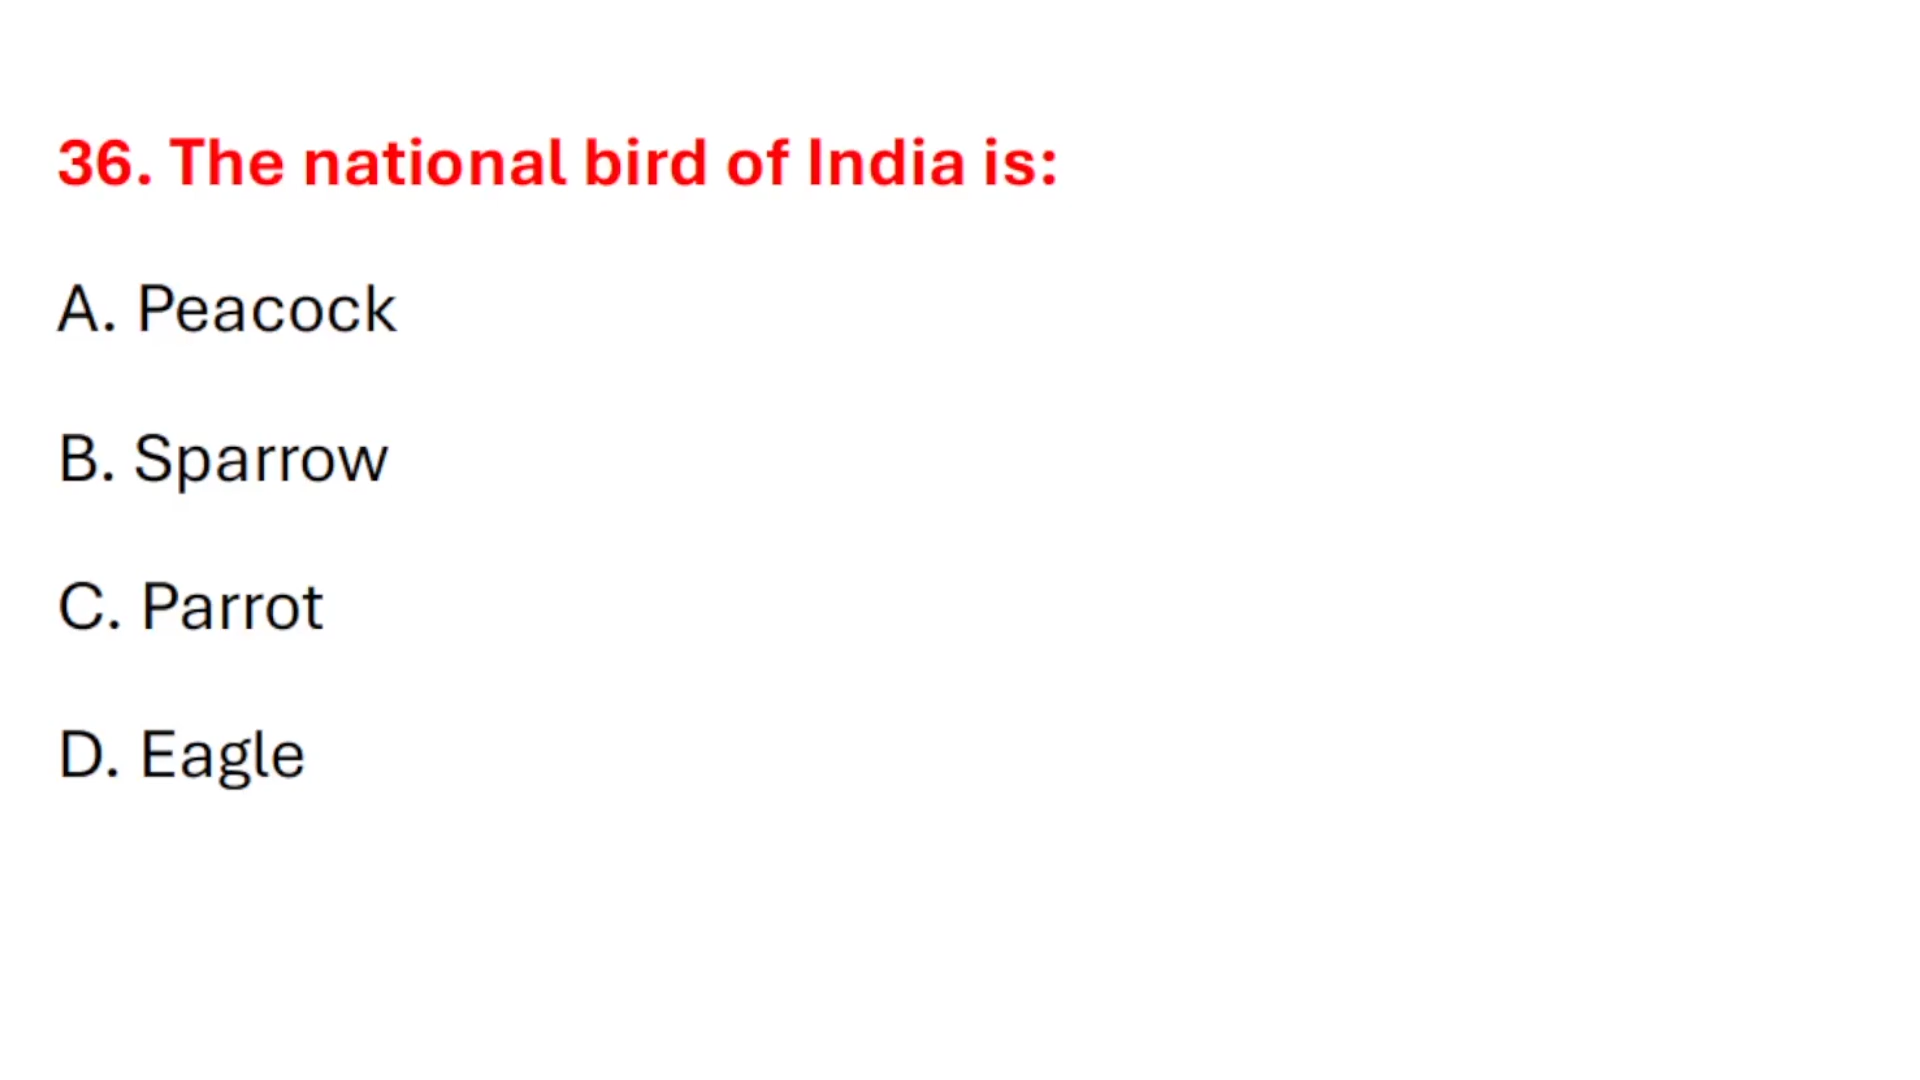 36. The national bird of India is:
A. Peacock
B. Sparrow
C. Parrot
D. Eagle